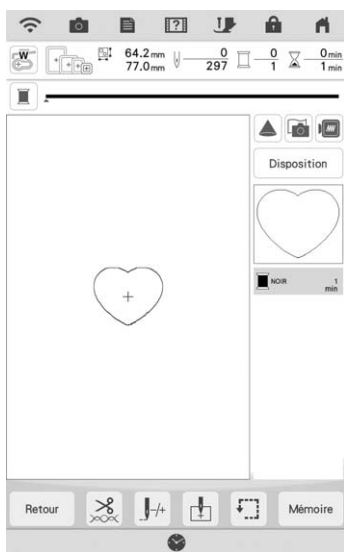 W
64.2 mm
77.0 mm
0
297
0
1
0 min
1 min
Disposition
NOIR 1
min
-/+
Retour
Mémoire